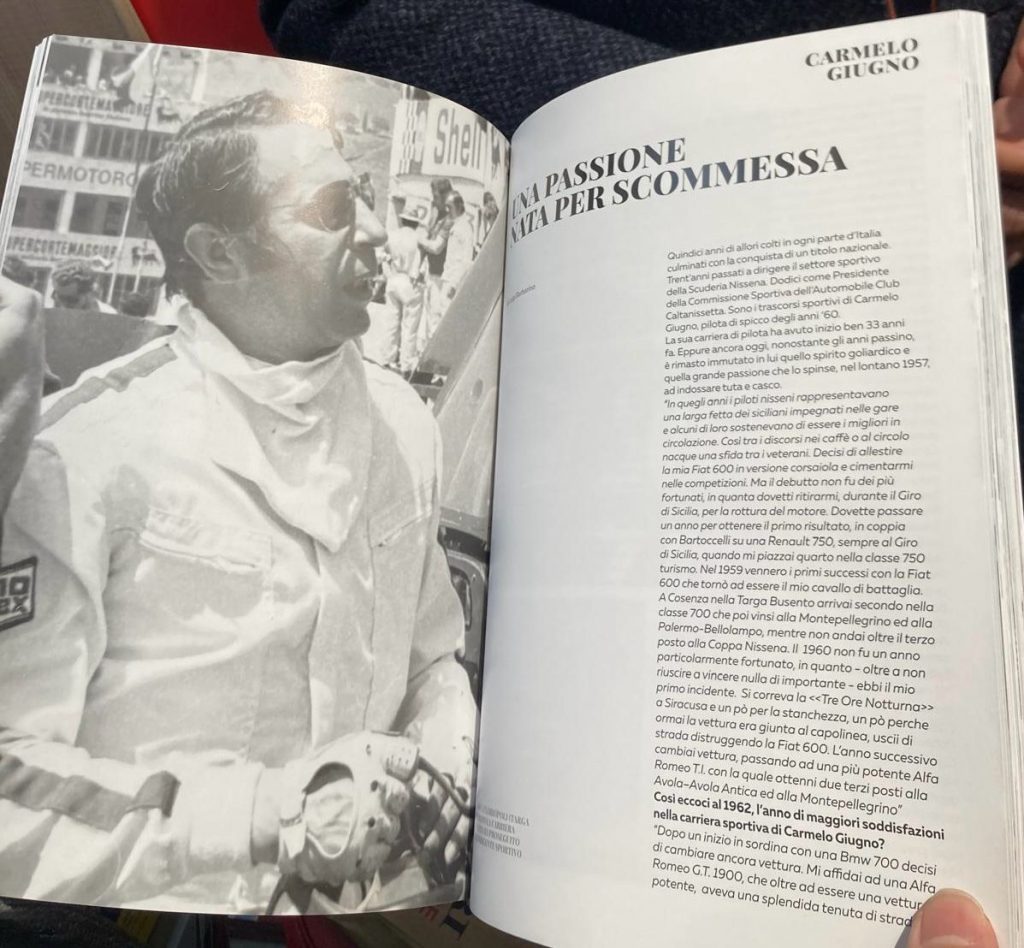 SUPERCORTEMAGGIORE
PERMOTORO
SUPERCORTEMAGGIORE
Shell
CARMELO
GIUGNO
UNA PASSIONE
NATA PER SCOMMESSA
Quindici anni di allori colti in ogni parte d'Italia
culminati con la conquista di un titolo nazionale.
Trent'anni passati a dirigere il settore sportivo
della Scuderia Nissena. Dodici come Presidente
della Commissione Sportiva dell'Automobile Club
Caltanissetta. Sono i trascorsi sportivi di Carmelo
Giugno, pilota di spicco degli anni '60.
La sua carriera di pilota ha avuto inizio ben 33 anni
fa. Eppure ancora oggi, nonostante gli anni passino,
è rimasto immutato in lui quello spirito goliardico e
quella grande passione che lo spinse, nel lontano 1957,
ad indossare tuta e casco.
"In quegli anni i piloti nisseni rappresentavano
una larga fetta dei siciliani impegnati nelle gare
e alcuni di loro sostenevano di essere i migliori in
circolazione. Così tra i discorsi nei caffè o al circolo
nacque una sfida tra i veterani. Decisi di allestire
la mia Fiat 600 in versione corsaiola e cimentarmi
nelle competizioni. Ma il debutto non fu dei più
fortunati, in quanto dovetti ritirarmi, durante il Giro
di Sicilia, per la rottura del motore. Dovette passare
un anno per ottenere il primo risultato, in coppia
con Bartoccelli su una Renault 750, sempre al Giro
di Sicilia, quando mi piazzai quarto nella classe 750
turismo. Nel 1959 vennero i primi successi con la Fiat
600 che tornò ad essere il mio cavallo di battaglia.
A Cosenza nella Targa Busento arrivai secondo nella
classe 700 che poi vinsi alla Montepellegrino ed alla
Palermo-Bellolampo, mentre non andai oltre il terzo
posto alla Coppa Nissena. Il 1960 non fu un anno
particolarmente fortunato, in quanto - oltre a non
riuscire a vincere nulla di importante - ebbi il mio
primo incidente. Si correva la <<Tre Ore Notturna>>
a Siracusa e un pò per la stanchezza, un pò perche
ormai la vettura era giunta al capolinea, uscii di
strada distruggendo la Fiat 600. L'anno successivo
cambiai vettura, passando ad una più potente Alfa
Romeo T.I. con la quale ottenni due terzi posti alla
Avola-Avola Antica ed alla Montepellegrino"
Così eccoci al 1962, l'anno di maggiori soddisfazioni
nella carriera sportiva di Carmelo Giugno?
"Dopo un inizio in sordina con una Bmw 700 decisi
di cambiare ancora vettura. Mi affidai ad una Alfa
Romeo G.T. 1900, che oltre ad essere una vettur
potente, aveva una splendida tenuta di strad